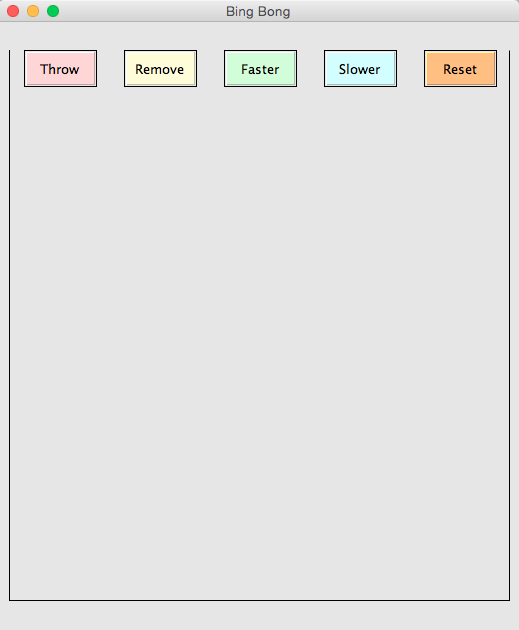 Bing Bong
Throw
Remove
Faster
Slower
Reset